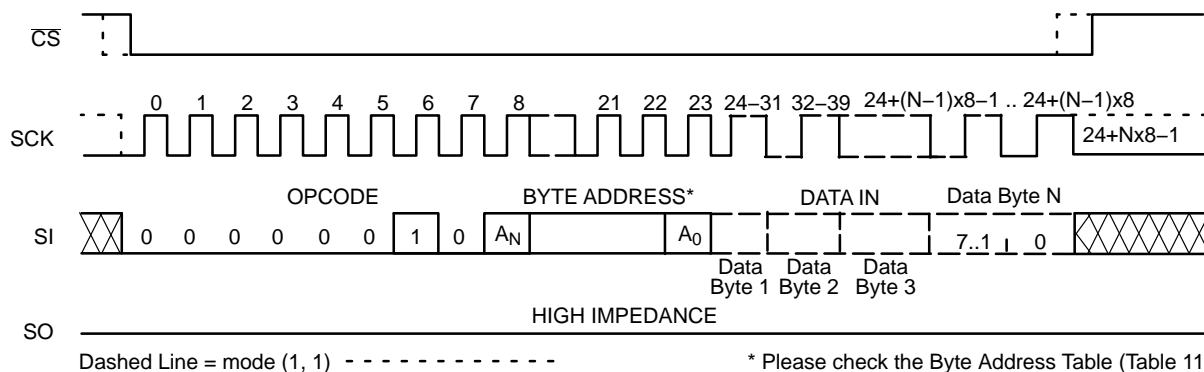 CS
0 1 2 3 4 5 6 7 8 21 22 23 24–31 32–39 24+(N–1)x8–1 .. 24+(N–1)x8
SCK
24+Nx8–1
OPCODE BYTE ADDRESS* DATA IN Data Byte N
SI
0 0 0 0 0 0 1 0 AN A0 7..1 0
Data Byte 1
Data Byte 2
Data Byte 3
HIGH IMPEDANCE
SO
Dashed Line = mode (1, 1)
* Please check the Byte Address Table (Table 11